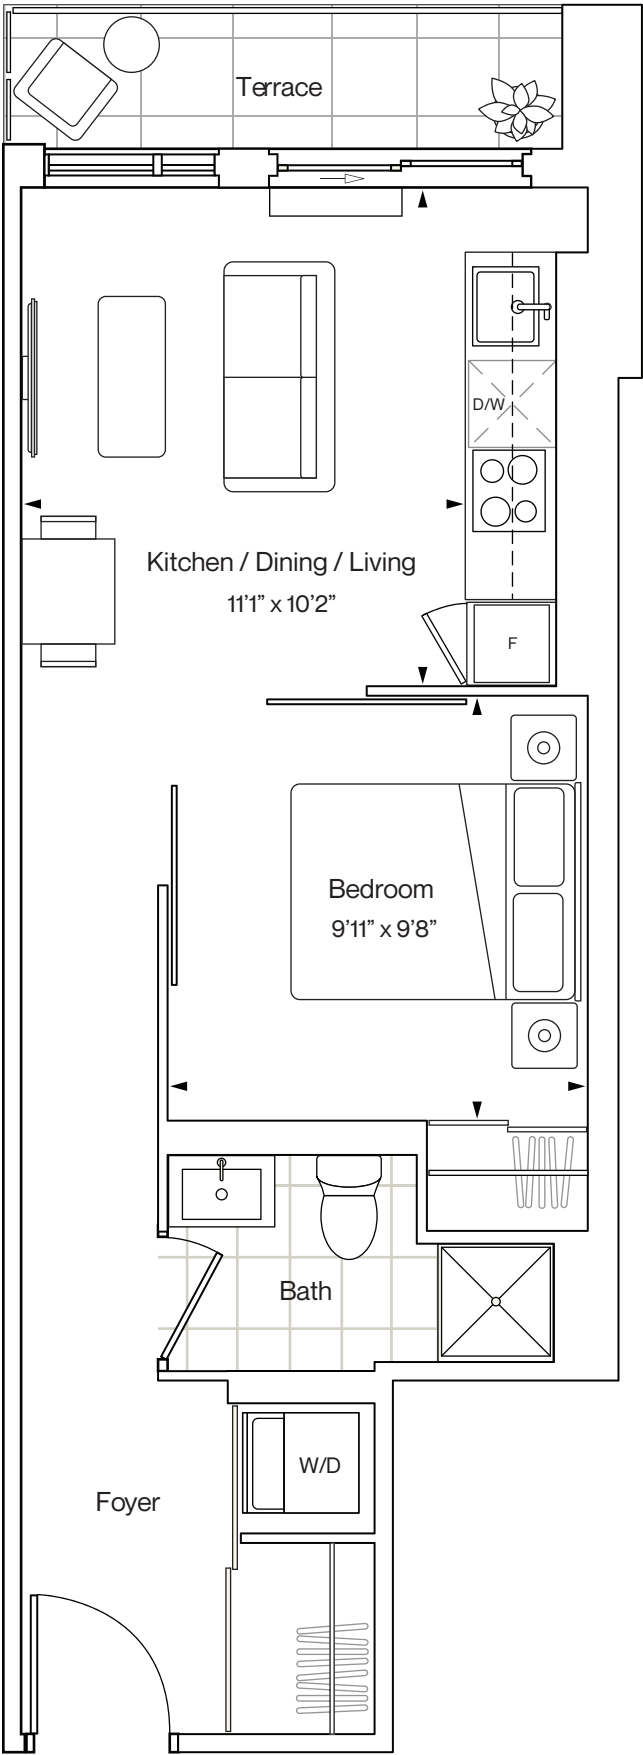 Terrace
D/W
Kitchen / Dining / Living
11’1” x 10’2”
F
Bedroom
9’11” x 9’8”
Bath
W/D
Foyer